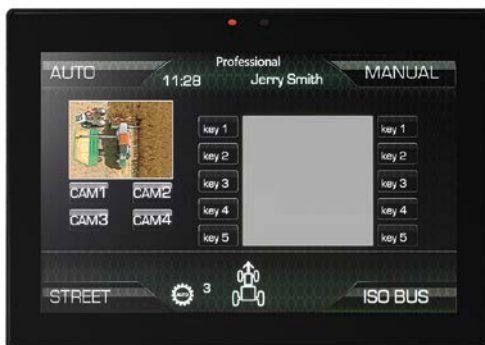 Professional
AUTO
11:28
Jerry Smith
MANUAL
key 1
key 2
key 3
key 4
key 5
key 1
key 2
key 3
key 4
key 5
CAM1
CAM2
CAM3
CAM4
STREET
AUTO
3
ISO BUS